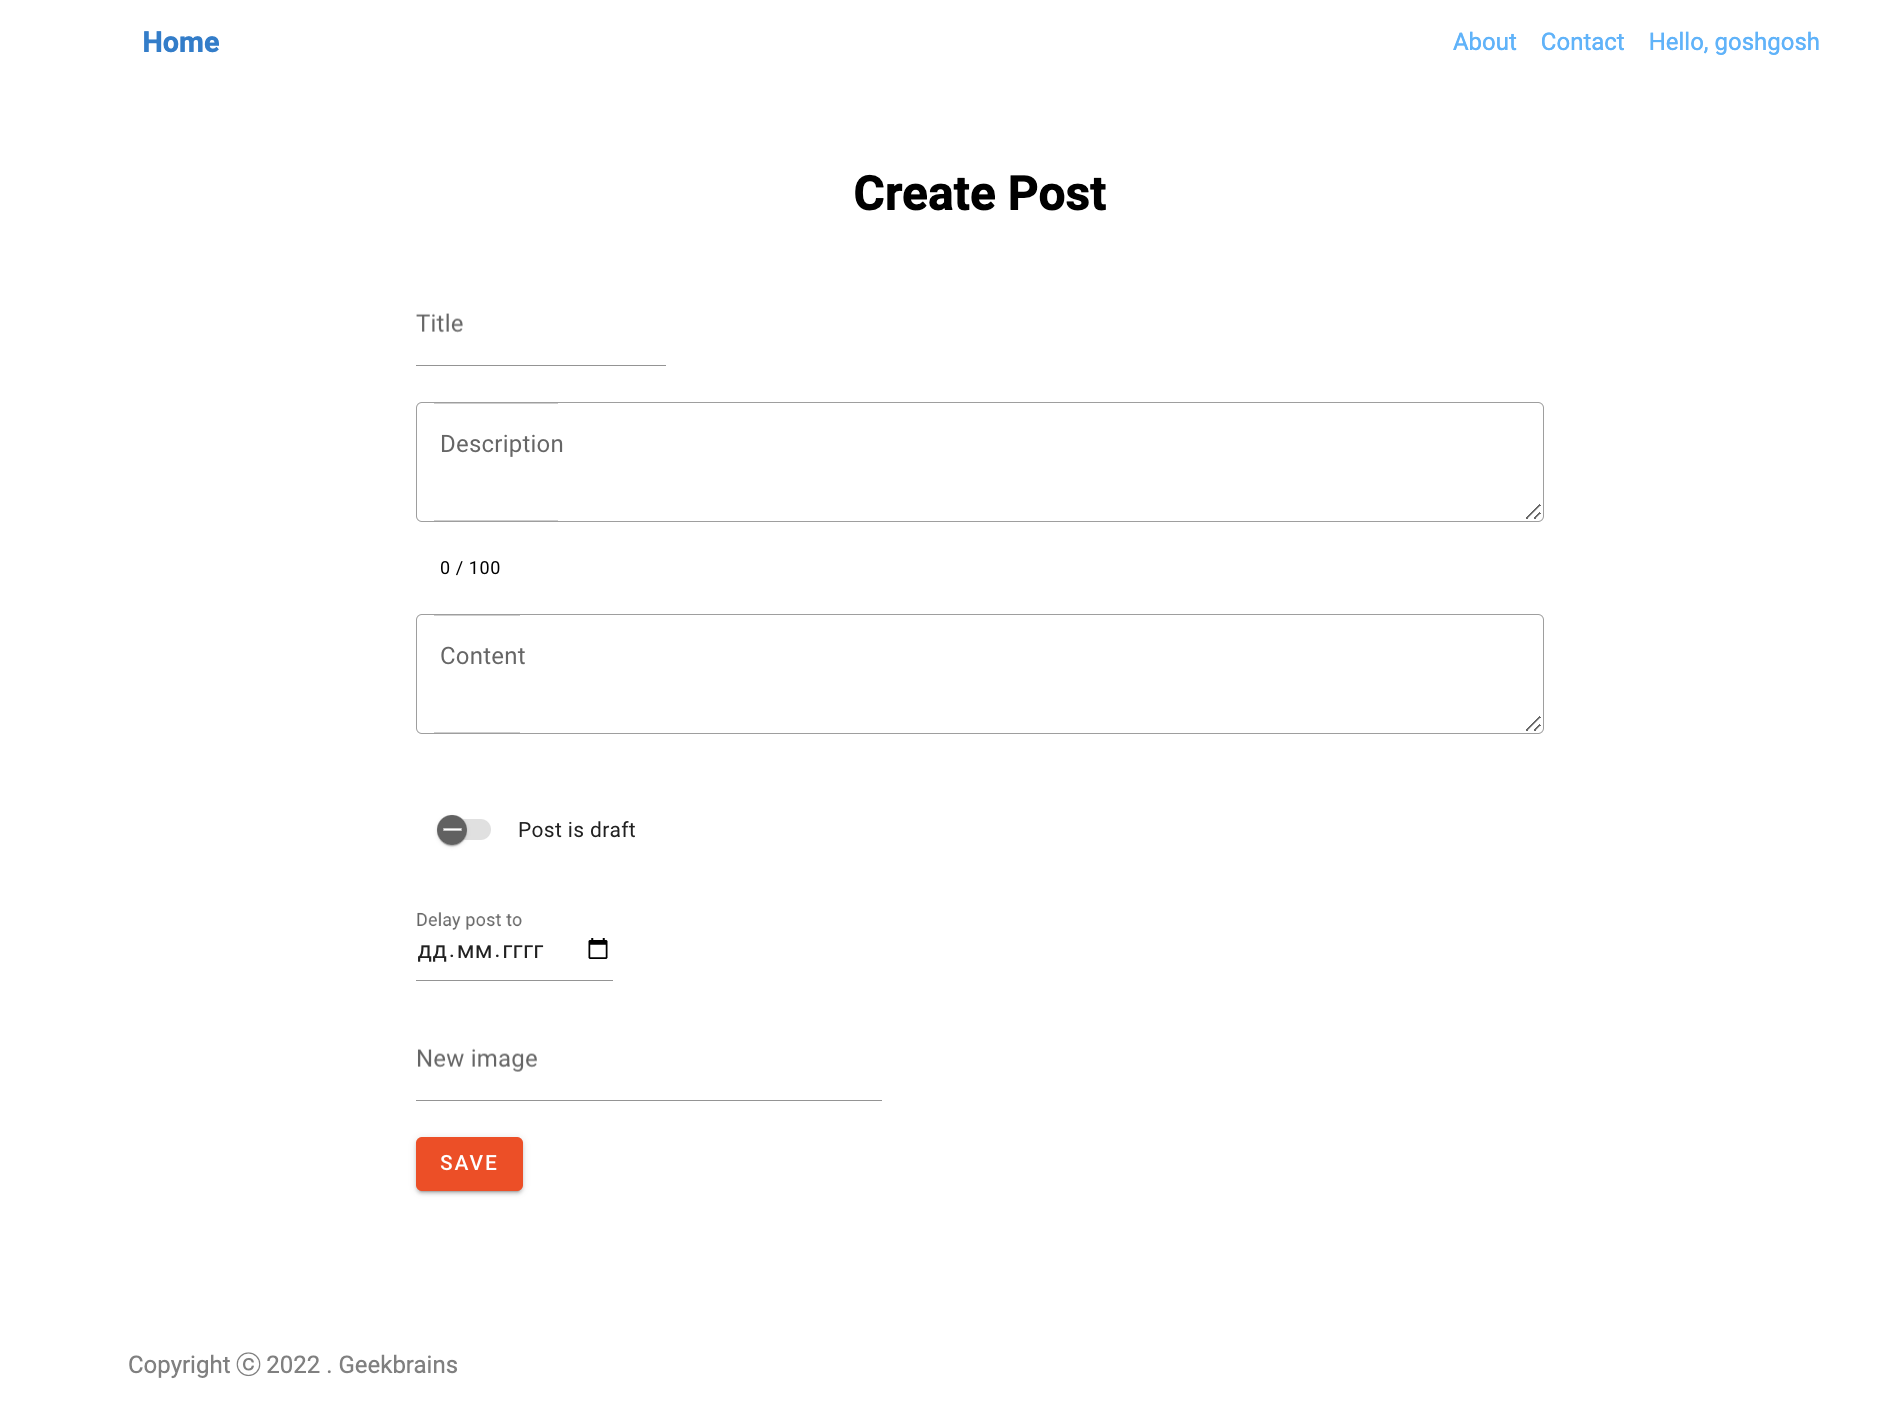 Home About Contact Hello, goshgosh
Create Post
Title
Description
0 / 100
Content
Post is draft
Delay post to
дд.мм.гггг
New image
SAVE
Copyright ⓒ 2022 . Geekbrains